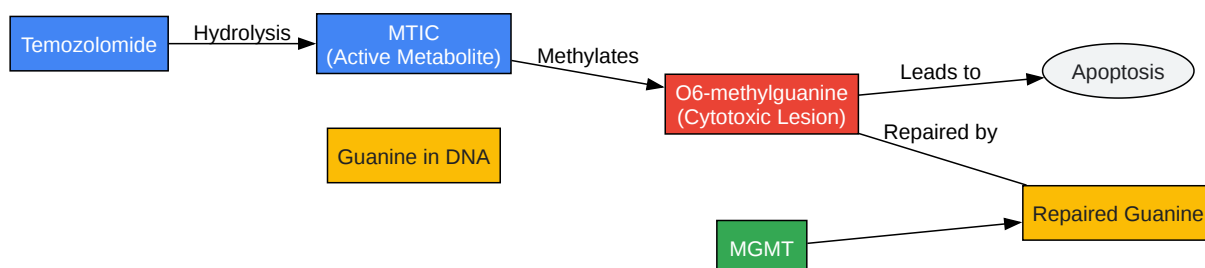 Temozolomide
Hydrolysis
MTIC
(Active Metabolite)
Methylates
O6-methylguanine
(Cytotoxic Lesion)
Leads to
Apoptosis
Repaired by
Guanine in DNA
Repaired Guanine
MGMT